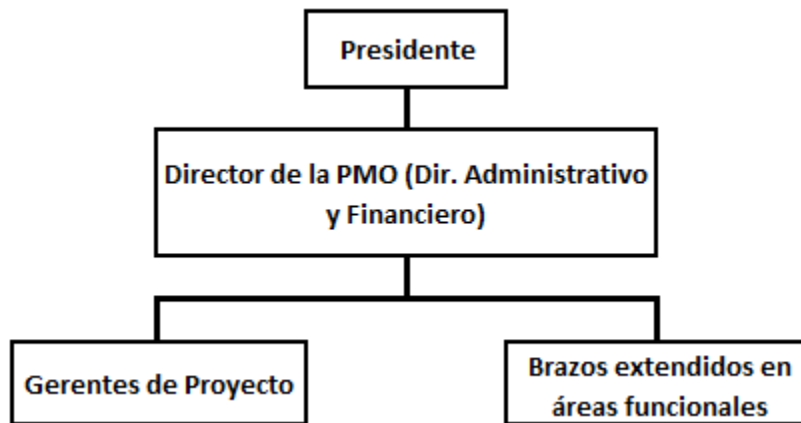 Presidente
Director de la PMO (Dir. Administrativo
y Financiero)
Gerentes de Proyecto
Brazos extendidos en
áreas funcionales